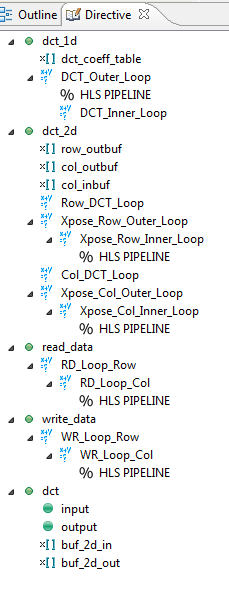 Outline Directive
dct_1d
dct_coeff_table
DCT_Outer_Loop
% HLS PIPELINE
DCT_Inner_Loop
dct_2d
row_outbuf
col_outbuf
col_inbuf
Row_DCT_Loop
Xpose_Row_Outer_Loop
Xpose_Row_Inner_Loop
% HLS PIPELINE
Col_DCT_Loop
Xpose_Col_Outer_Loop
Xpose_Col_Inner_Loop
% HLS PIPELINE
read_data
RD_Loop_Row
RD_Loop_Col
% HLS PIPELINE
write_data
WR_Loop_Row
WR_Loop_Col
% HLS PIPELINE
dct
input
output
buf_2d_in
buf_2d_out